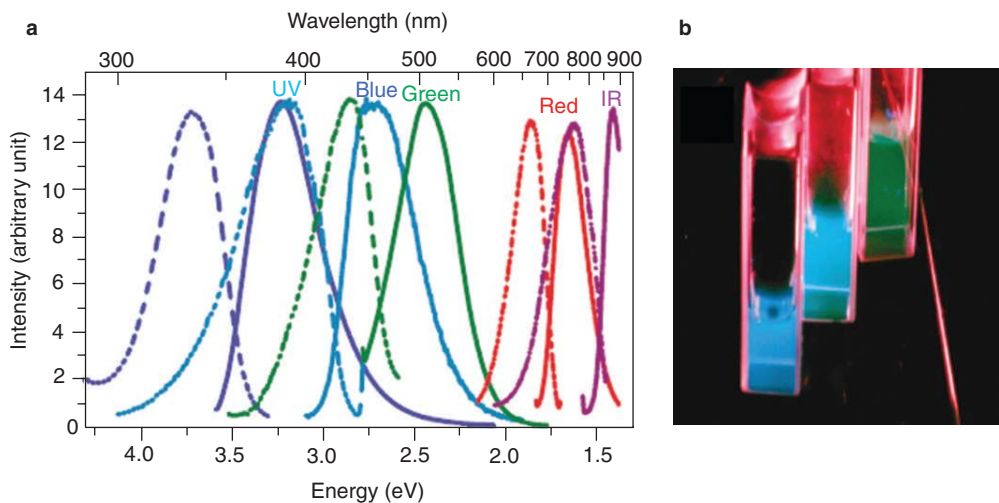 a
Wavelength (nm)
300 400 500 600 700 800 900
UV Blue Green Red IR
Intensity (arbitrary unit)
14
12
10
8
6
4
2
0
4.0 3.5 3.0 2.5 2.0 1.5
Energy (eV)
b